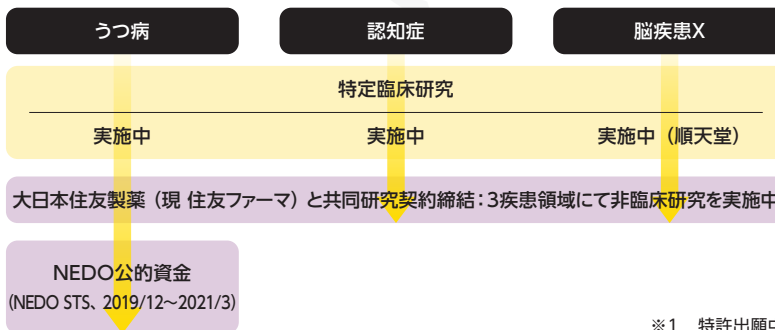 うつ病 認知症 脳疾患X
特定臨床研究
実施中 実施中 実施中（順天堂）
大日本住友製薬（現 住友ファーマ）と共同研究契約締結：3疾患領域にて非臨床研究を実施中
NEDO公的資金
(NEDO STS、2019/12～2021/3)
※1 特許出願中